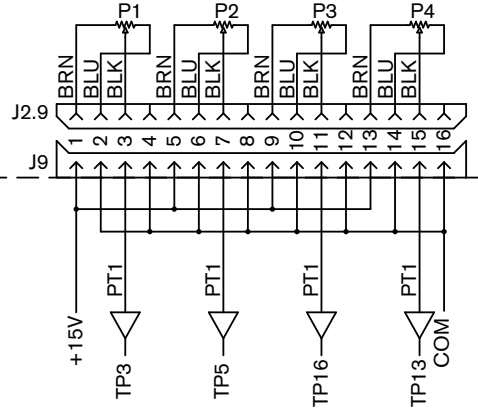 P1 P2 P3 P4
BRN BLU BLK BRN BLU BLK BRN BLU BLK BRN BLU BLK
J2.9
1 2 3 4 5 6 7 8 9 10 11 12 13 14 15 16
J9
PT1 PT1 PT1 PT1
+15V TP3 TP5 TP16 TP13 COM